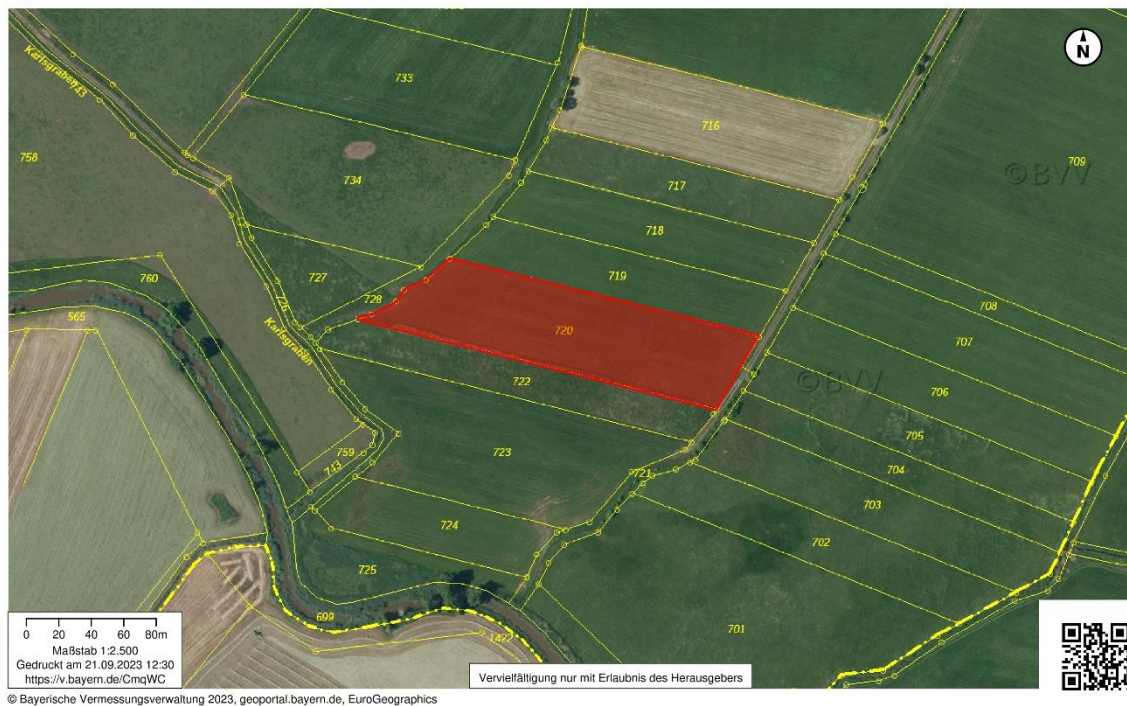 N
Karlsgraben
743
733
716
709
758
734
717
©BVV
718
727
719
760
708
726
728
707
565
Karlsgraben
720
©BVV
722
706
705
723
759
743
721
704
703
724
702
725
699
701
1422
0 20 40 60 80m
Maßstab 1:2.500
Gedruckt am 21.09.2023 12:30
https://v.bayern.de/CmqWC
Vervielfältigung nur mit Erlaubnis des Herausgebers
© Bayerische Vermessungsverwaltung 2023, geoportal.bayern.de, EuroGeographics